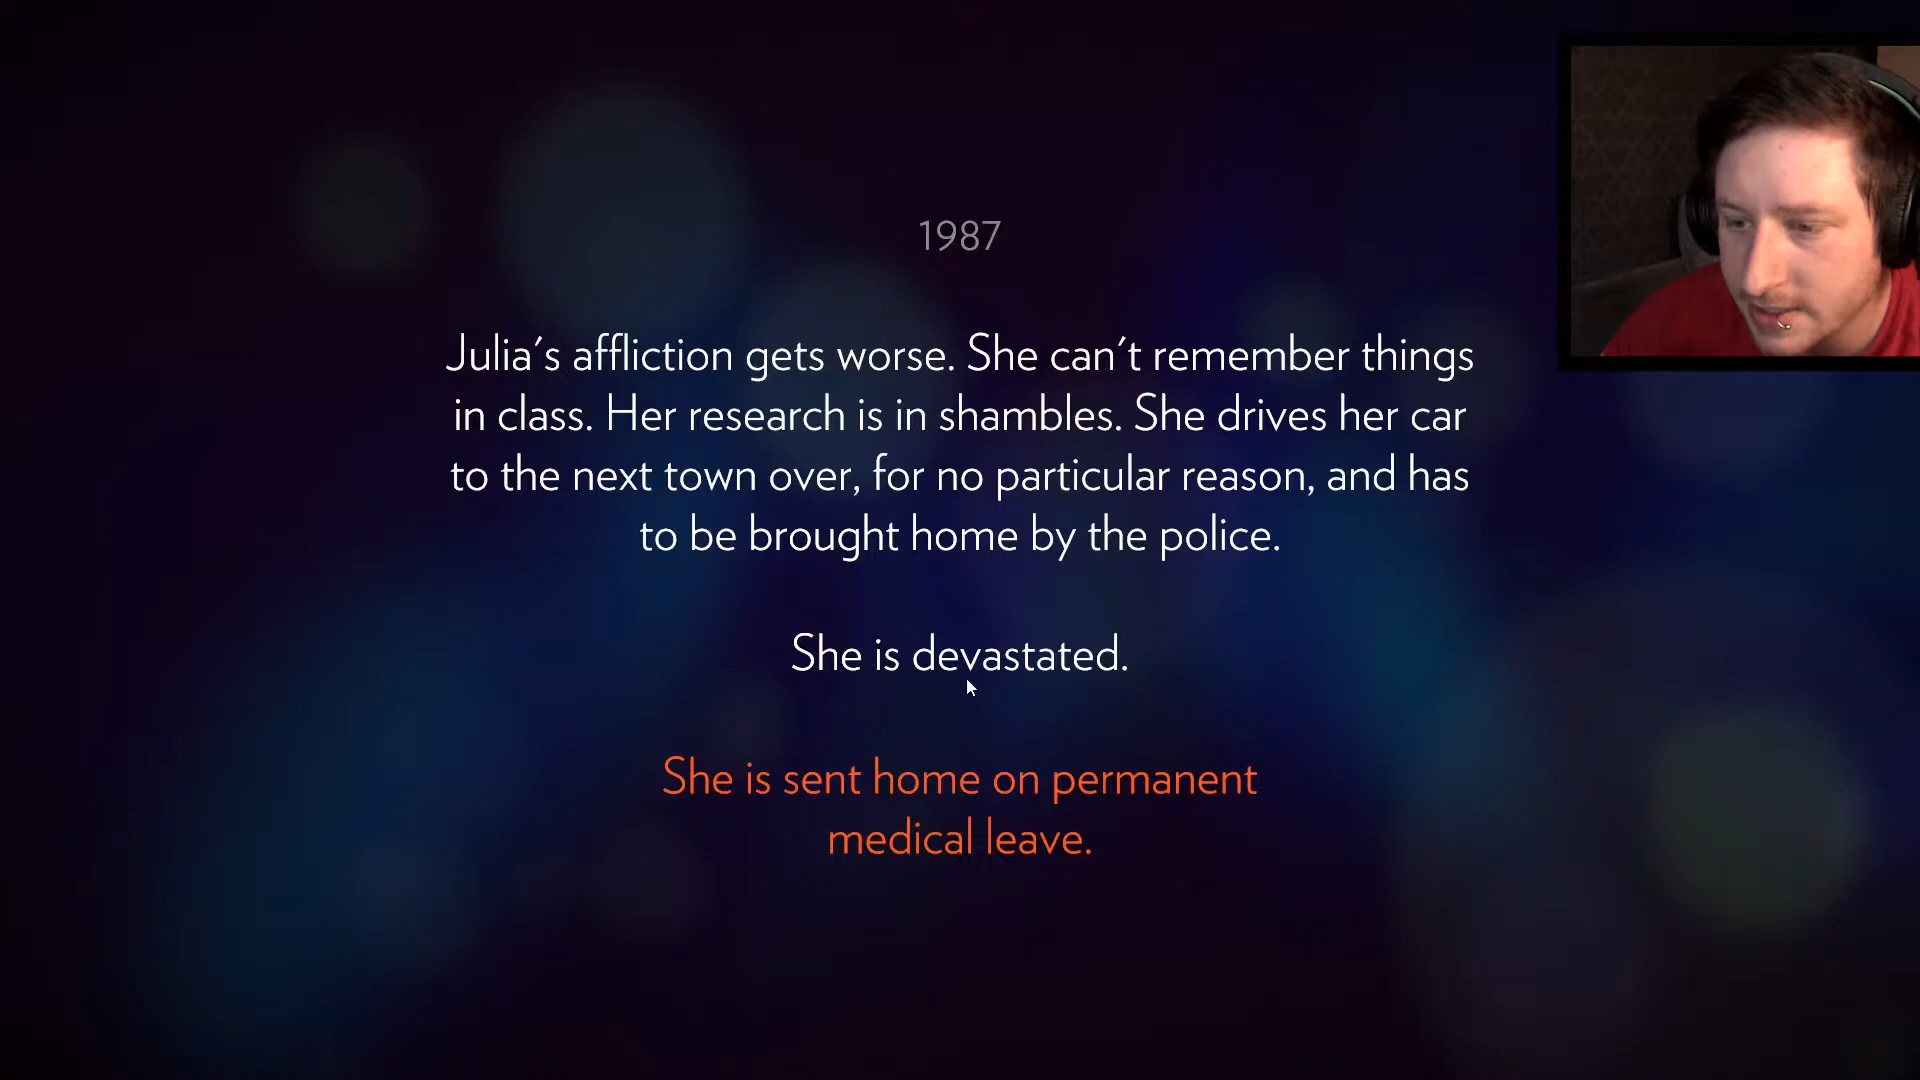 1987
Julia's affliction gets worse. She can't remember things
in class. Her research is in shambles. She drives her car
to the next town over, for no particular reason, and has
to be brought home by the police.
She is devastated.
She is sent home on permanent
medical leave.